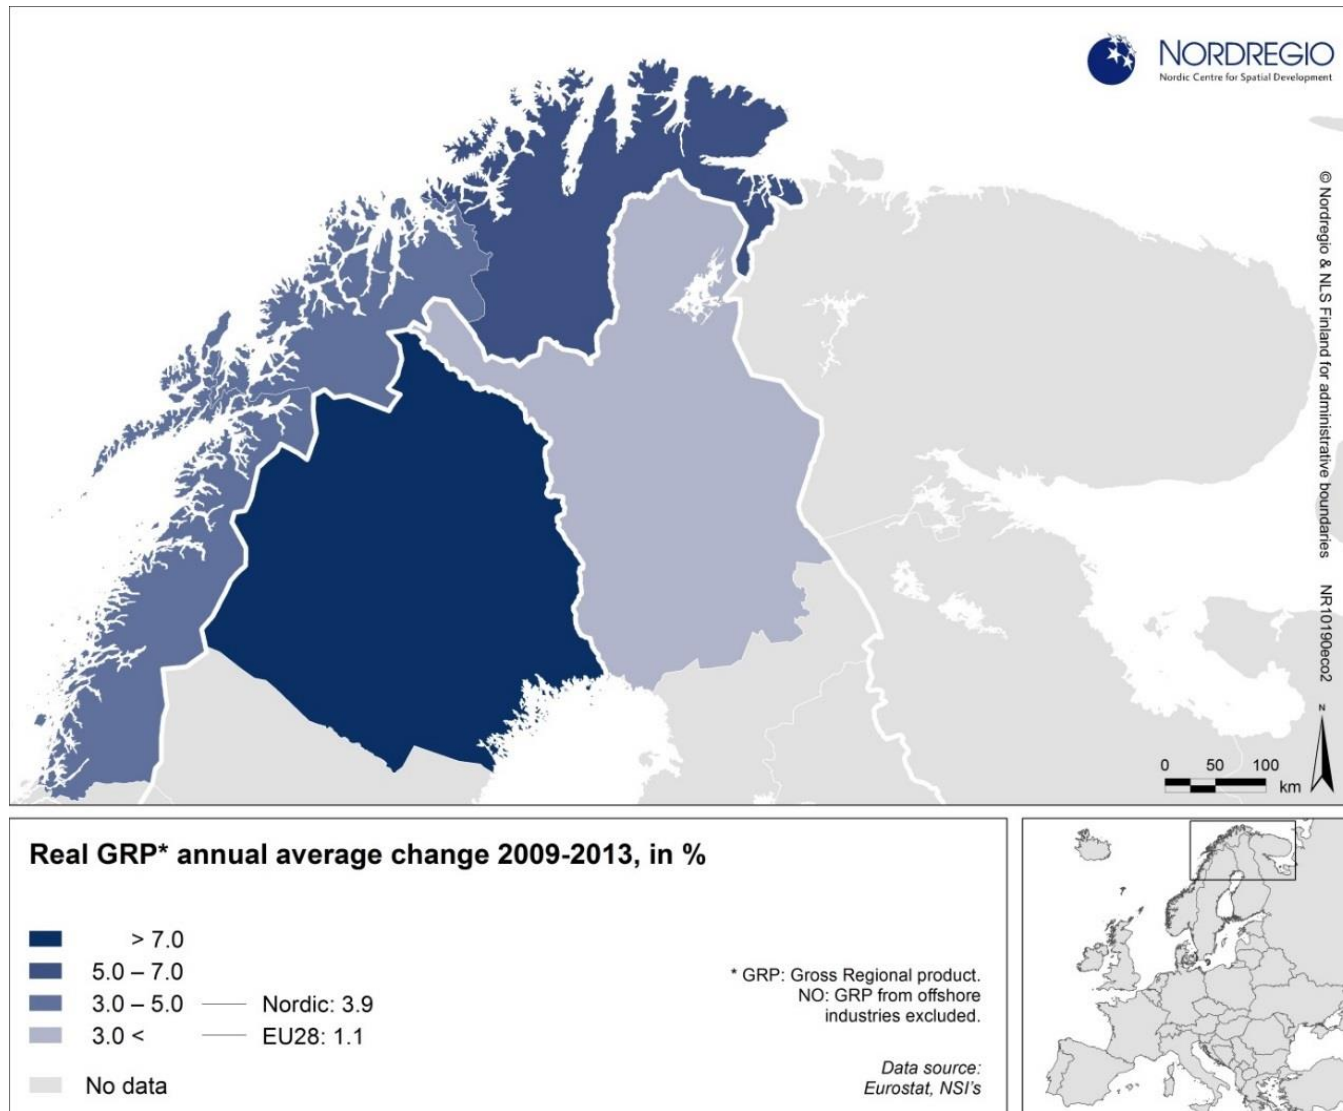 NORDREGIO
Nordic Centre for Spatial Development
© Nordregio & NLS Finland for administrative boundaries NR10190eco2
N
0 50 100
km
Real GRP* annual average change 2009-2013, in %
> 7.0
5.0 – 7.0
3.0 – 5.0 Nordic: 3.9
3.0 < EU28: 1.1
No data
* GRP: Gross Regional product.
NO: GRP from offshore
industries excluded.
Data source:
Eurostat, NSI's